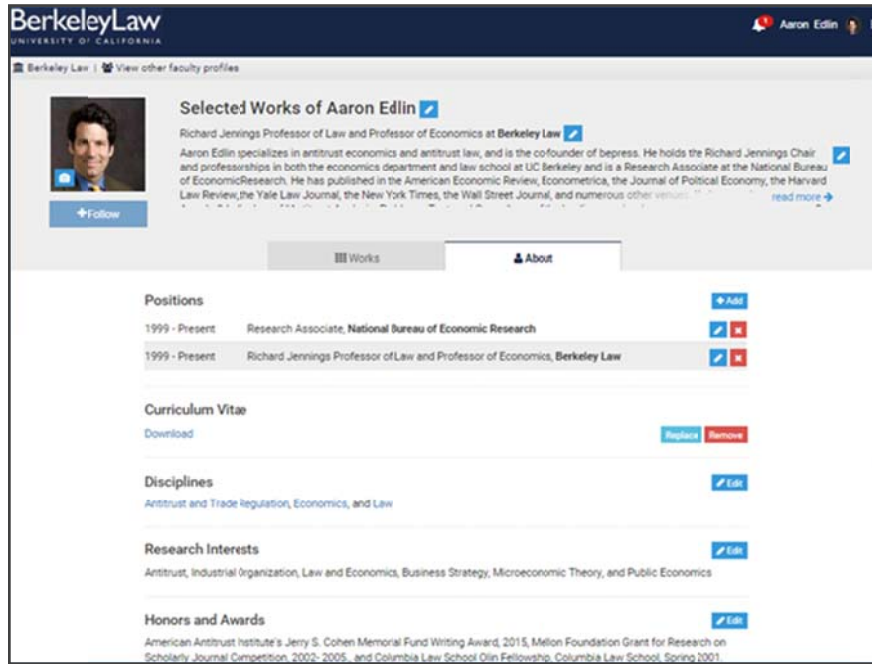 BerkeleyLaw
UNIVERSITY OF CALIFORNIA
1 Aaron Edlin
Berkeley Law | View other faculty profiles
Selected Works of Aaron Edlin
Richard Jennings Professor of Law and Professor of Economics at Berkeley Law
Aaron Edlin specializes in antitrust economics and antitrust law, and is the cofounder of bepress. He holds the Richard Jennings Chair
and professorships in both the economics department and law school at UC Berkeley and is a Research Associate at the National Bureau
of EconomicResearch. He has published in the American Economic Review, Econometrica, the Journal of Political Economy, the Harvard
Law Review,the Yale Law Journal, the New York Times, the Wall Street Journal, and numerous other venues.
read more
+Follow
Works
About
Positions
+ Add
1999 - Present Research Associate, National Bureau of Economic Research
1999 - Present Richard Jennings Professor of Law and Professor of Economics, Berkeley Law
Curriculum Vitae
Download
Replace Remove
Disciplines
Edit
Antitrust and Trade Regulation, Economics, and Law
Research Interests
Edit
Antitrust, Industrial Organization, Law and Economics, Business Strategy, Microeconomic Theory, and Public Economics
Honors and Awards
Edit
American Antitrust Institute's Jerry S. Cohen Memorial Fund Writing Award, 2015, Mellon Foundation Grant for Research on
Scholarly Journal Competition, 2002- 2005., and Columbia Law School Olin Fellowship, Columbia Law School, Spring 2001.